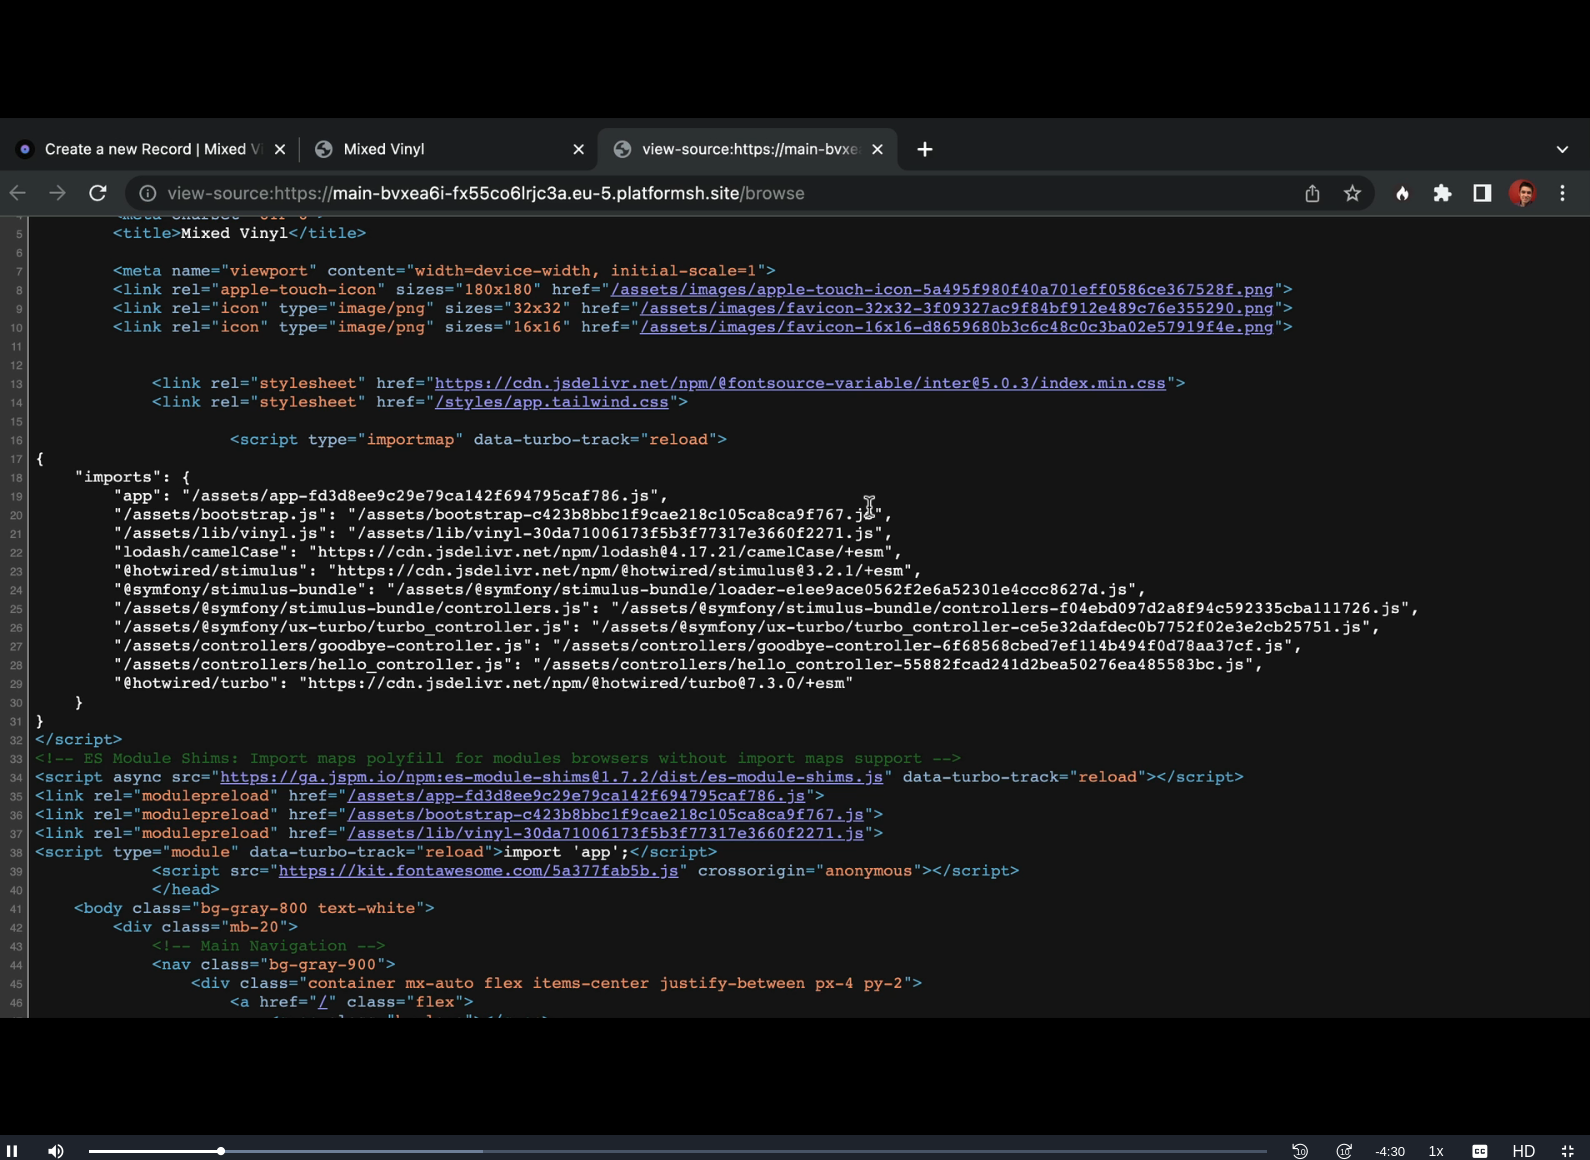 Create a new Record | Mixed V
Mixed Vinyl
view-source:https://main-bvxe
view-source:https://main-bvxea6i-fx55co6lrjc3a.eu-5.platformsh.site/browse
5 <title>Mixed Vinyl</title>
6
7 <meta name="viewport" content="width=device-width, initial-scale=1">
8 <link rel="apple-touch-icon" sizes="180x180" href="/assets/images/apple-touch-icon-5a495f980f40a701eff0586ce367528f.png">
9 <link rel="icon" type="image/png" sizes="32x32" href="/assets/images/favicon-32x32-3f09327ac9f84bf912e489c76e355290.png">
10 <link rel="icon" type="image/png" sizes="16x16" href="/assets/images/favicon-16x16-d8659680b3c6c48c0c3ba02e57919f4e.png">
11
12
13 <link rel="stylesheet" href="https://cdn.jsdelivr.net/npm/@fontsource-variable/inter@5.0.3/index.min.css">
14 <link rel="stylesheet" href="/styles/app.tailwind.css">
15
16 <script type="importmap" data-turbo-track="reload">
17 {
18 "imports": {
19 "app": "/assets/app-fd3d8ee9c29e79ca142f694795caf786.js",
20 "/assets/bootstrap.js": "/assets/bootstrap-c423b8bbc1f9cae218c105ca8ca9f767.js",
21 "/assets/lib/vinyl.js": "/assets/lib/vinyl-30da71006173f5b3f77317e3660f2271.js",
22 "lodash/camelCase": "https://cdn.jsdelivr.net/npm/lodash@4.17.21/camelCase/+esm",
23 "@hotwired/stimulus": "https://cdn.jsdelivr.net/npm/@hotwired/stimulus@3.2.1/+esm",
24 "@symfony/stimulus-bundle": "/assets/@symfony/stimulus-bundle/loader-e1ee9ace0562f2e6a52301e4ccc8627d.js",
25 "/assets/@symfony/stimulus-bundle/controllers.js": "/assets/@symfony/stimulus-bundle/controllers-f04ebd097d2a8f94c592335cba111726.js",
26 "/assets/@symfony/ux-turbo/turbo_controller.js": "/assets/@symfony/ux-turbo/turbo_controller-ce5e32dafdec0b7752f02e3e2cb25751.js",
27 "/assets/controllers/goodbye-controller.js": "/assets/controllers/goodbye-controller-6f68568cbed7ef114b494f0d78aa37cf.js",
28 "/assets/controllers/hello_controller.js": "/assets/controllers/hello_controller-55882fcad241d2bea50276ea485583bc.js",
29 "@hotwired/turbo": "https://cdn.jsdelivr.net/npm/@hotwired/turbo@7.3.0/+esm"
30 }
31 }
32 </script>
33 <!-- ES Module Shims: Import maps polyfill for modules browsers without import maps support -->
34 <script async src="https://ga.jspm.io/npm:es-module-shims@1.7.2/dist/es-module-shims.js" data-turbo-track="reload"></script>
35 <link rel="modulepreload" href="/assets/app-fd3d8ee9c29e79ca142f694795caf786.js">
36 <link rel="modulepreload" href="/assets/bootstrap-c423b8bbc1f9cae218c105ca8ca9f767.js">
37 <link rel="modulepreload" href="/assets/lib/vinyl-30da71006173f5b3f77317e3660f2271.js">
38 <script type="module" data-turbo-track="reload">import 'app';</script>
39 <script src="https://kit.fontawesome.com/5a377fab5b.js" crossorigin="anonymous"></script>
40 </head>
41 <body class="bg-gray-800 text-white">
42 <div class="mb-20">
43 <!-- Main Navigation -->
44 <nav class="bg-gray-900">
45 <div class="container mx-auto flex items-center justify-between px-4 py-2">
46 <a href="/" class="flex">
10 10 -4:30 1x CC HD